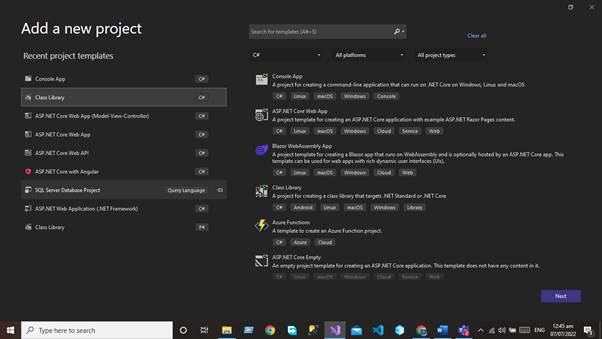 Add a new project
Search for templates (Alt+S)
Clear all
Recent project templates
C#
All platforms
All project types
Console App C#
Class Library C#
ASP.NET Core Web App (Model-View-Controller) C#
ASP.NET Core Web App C#
ASP.NET Core Web API C#
ASP.NET Core with Angular C#
SQL Server Database Project Query Language
ASP.NET Web Application (.NET Framework) C#
Class Library F#
Console App
A project for creating a command-line application that can run on .NET Core on Windows, Linux and macOS
C# Linux macOS Windows Console
ASP.NET Core Web App
A project template for creating an ASP.NET Core application with example ASP.NET Razor Pages content.
C# Linux macOS Windows Cloud Service Web
Blazor WebAssembly App
A project template for creating a Blazor app that runs on WebAssembly and is optionally hosted by an ASP.NET Core app. This
template can be used for web apps with rich dynamic user interfaces (UIs).
C# Linux macOS Windows Cloud Web
Class Library
A project for creating a class library that targets .NET Standard or .NET Core
C# Android Linux macOS Windows Library
Azure Functions
A template to create an Azure Function project.
C# Azure Cloud
ASP.NET Core Empty
An empty project template for creating an ASP.NET Core application. This template does not have any content in it.
C# Linux macOS Windows Cloud Service Web
Next
Type here to search
ENG
12:45 am
07/07/2022